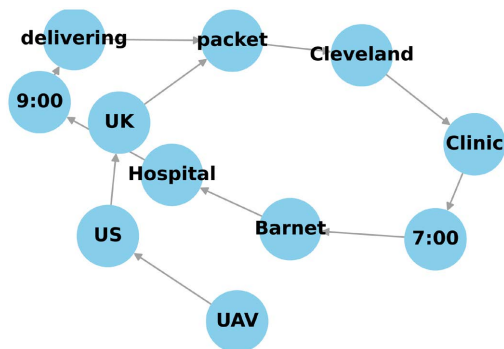 delivering
packet
Cleveland
9:00
UK
Clinic
Hospital
Barnet
7:00
US
UAV